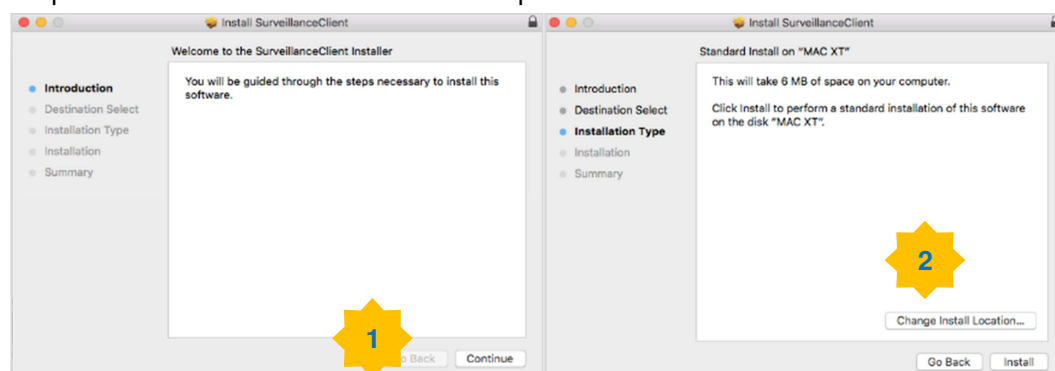 Install SurveillanceClient
Welcome to the SurveillanceClient Installer
Introduction
Destination Select
Installation Type
Installation
Summary
You will be guided through the steps necessary to install this
software.
1
Back
Continue
Install SurveillanceClient
Standard Install on "MAC XT"
Introduction
Destination Select
Installation Type
Installation
Summary
This will take 6 MB of space on your computer.
Click Install to perform a standard installation of this software
on the disk "MAC XT".
2
Change Install Location...
Go Back
Install